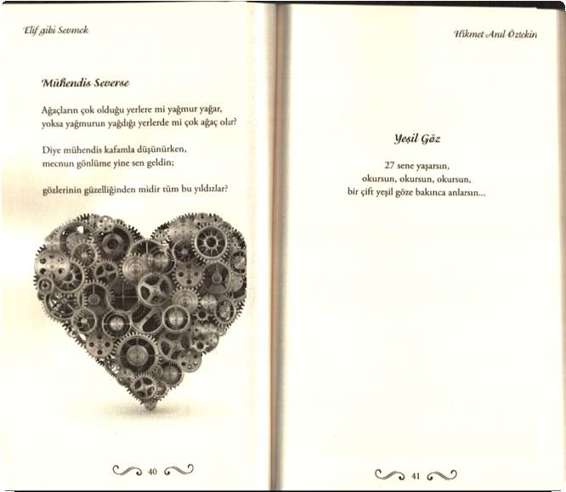 Elif gibi Sevmek
Mühendis Severse
Ağaçların çok olduğu yerlere mi yağmur yağar,
yoksa yağmurun yağdığı yerlerde mi çok ağaç olur?
Diye mühendis kafamla düşünürken,
mecnun gönlüme yine sen geldin;
gözlerinin güzelliğinden midir tüm bu yıldızlar?
40
Hikmet Anıl Öztekin
Yeşil Göz
27 sene yaşarsın,
okursun, okursun, okursun,
bir çift yeşil göze bakınca anlarsın...
41